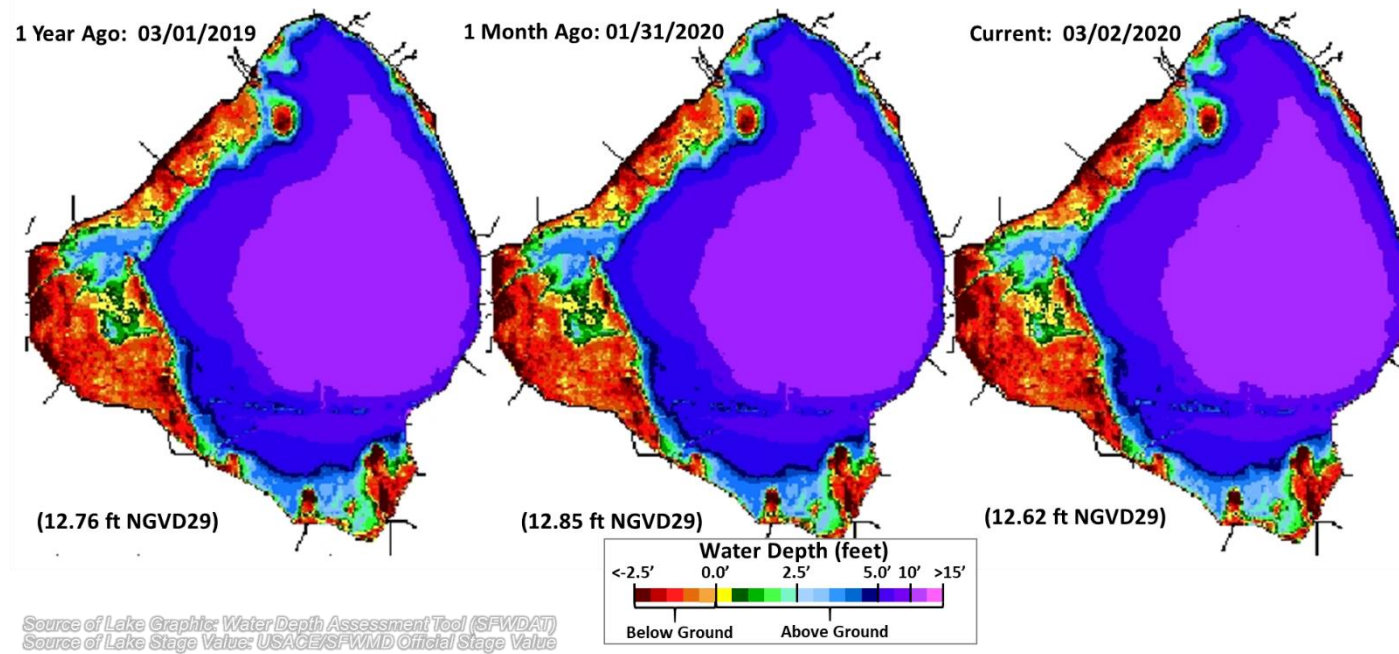 1 Year Ago: 03/01/2019
1 Month Ago: 01/31/2020
Current: 03/02/2020
(12.76 ft NGVD29)
(12.85 ft NGVD29)
(12.62 ft NGVD29)
Water Depth (feet)
<-2.5' 0.0' 2.5' 5.0' 10' >15'
Below Ground Above Ground
Source of Lake Graphic: Water Depth Assessment Tool (SFWDAT)
Source of Lake Stage Value: USACE/SFWMD Official Stage Value